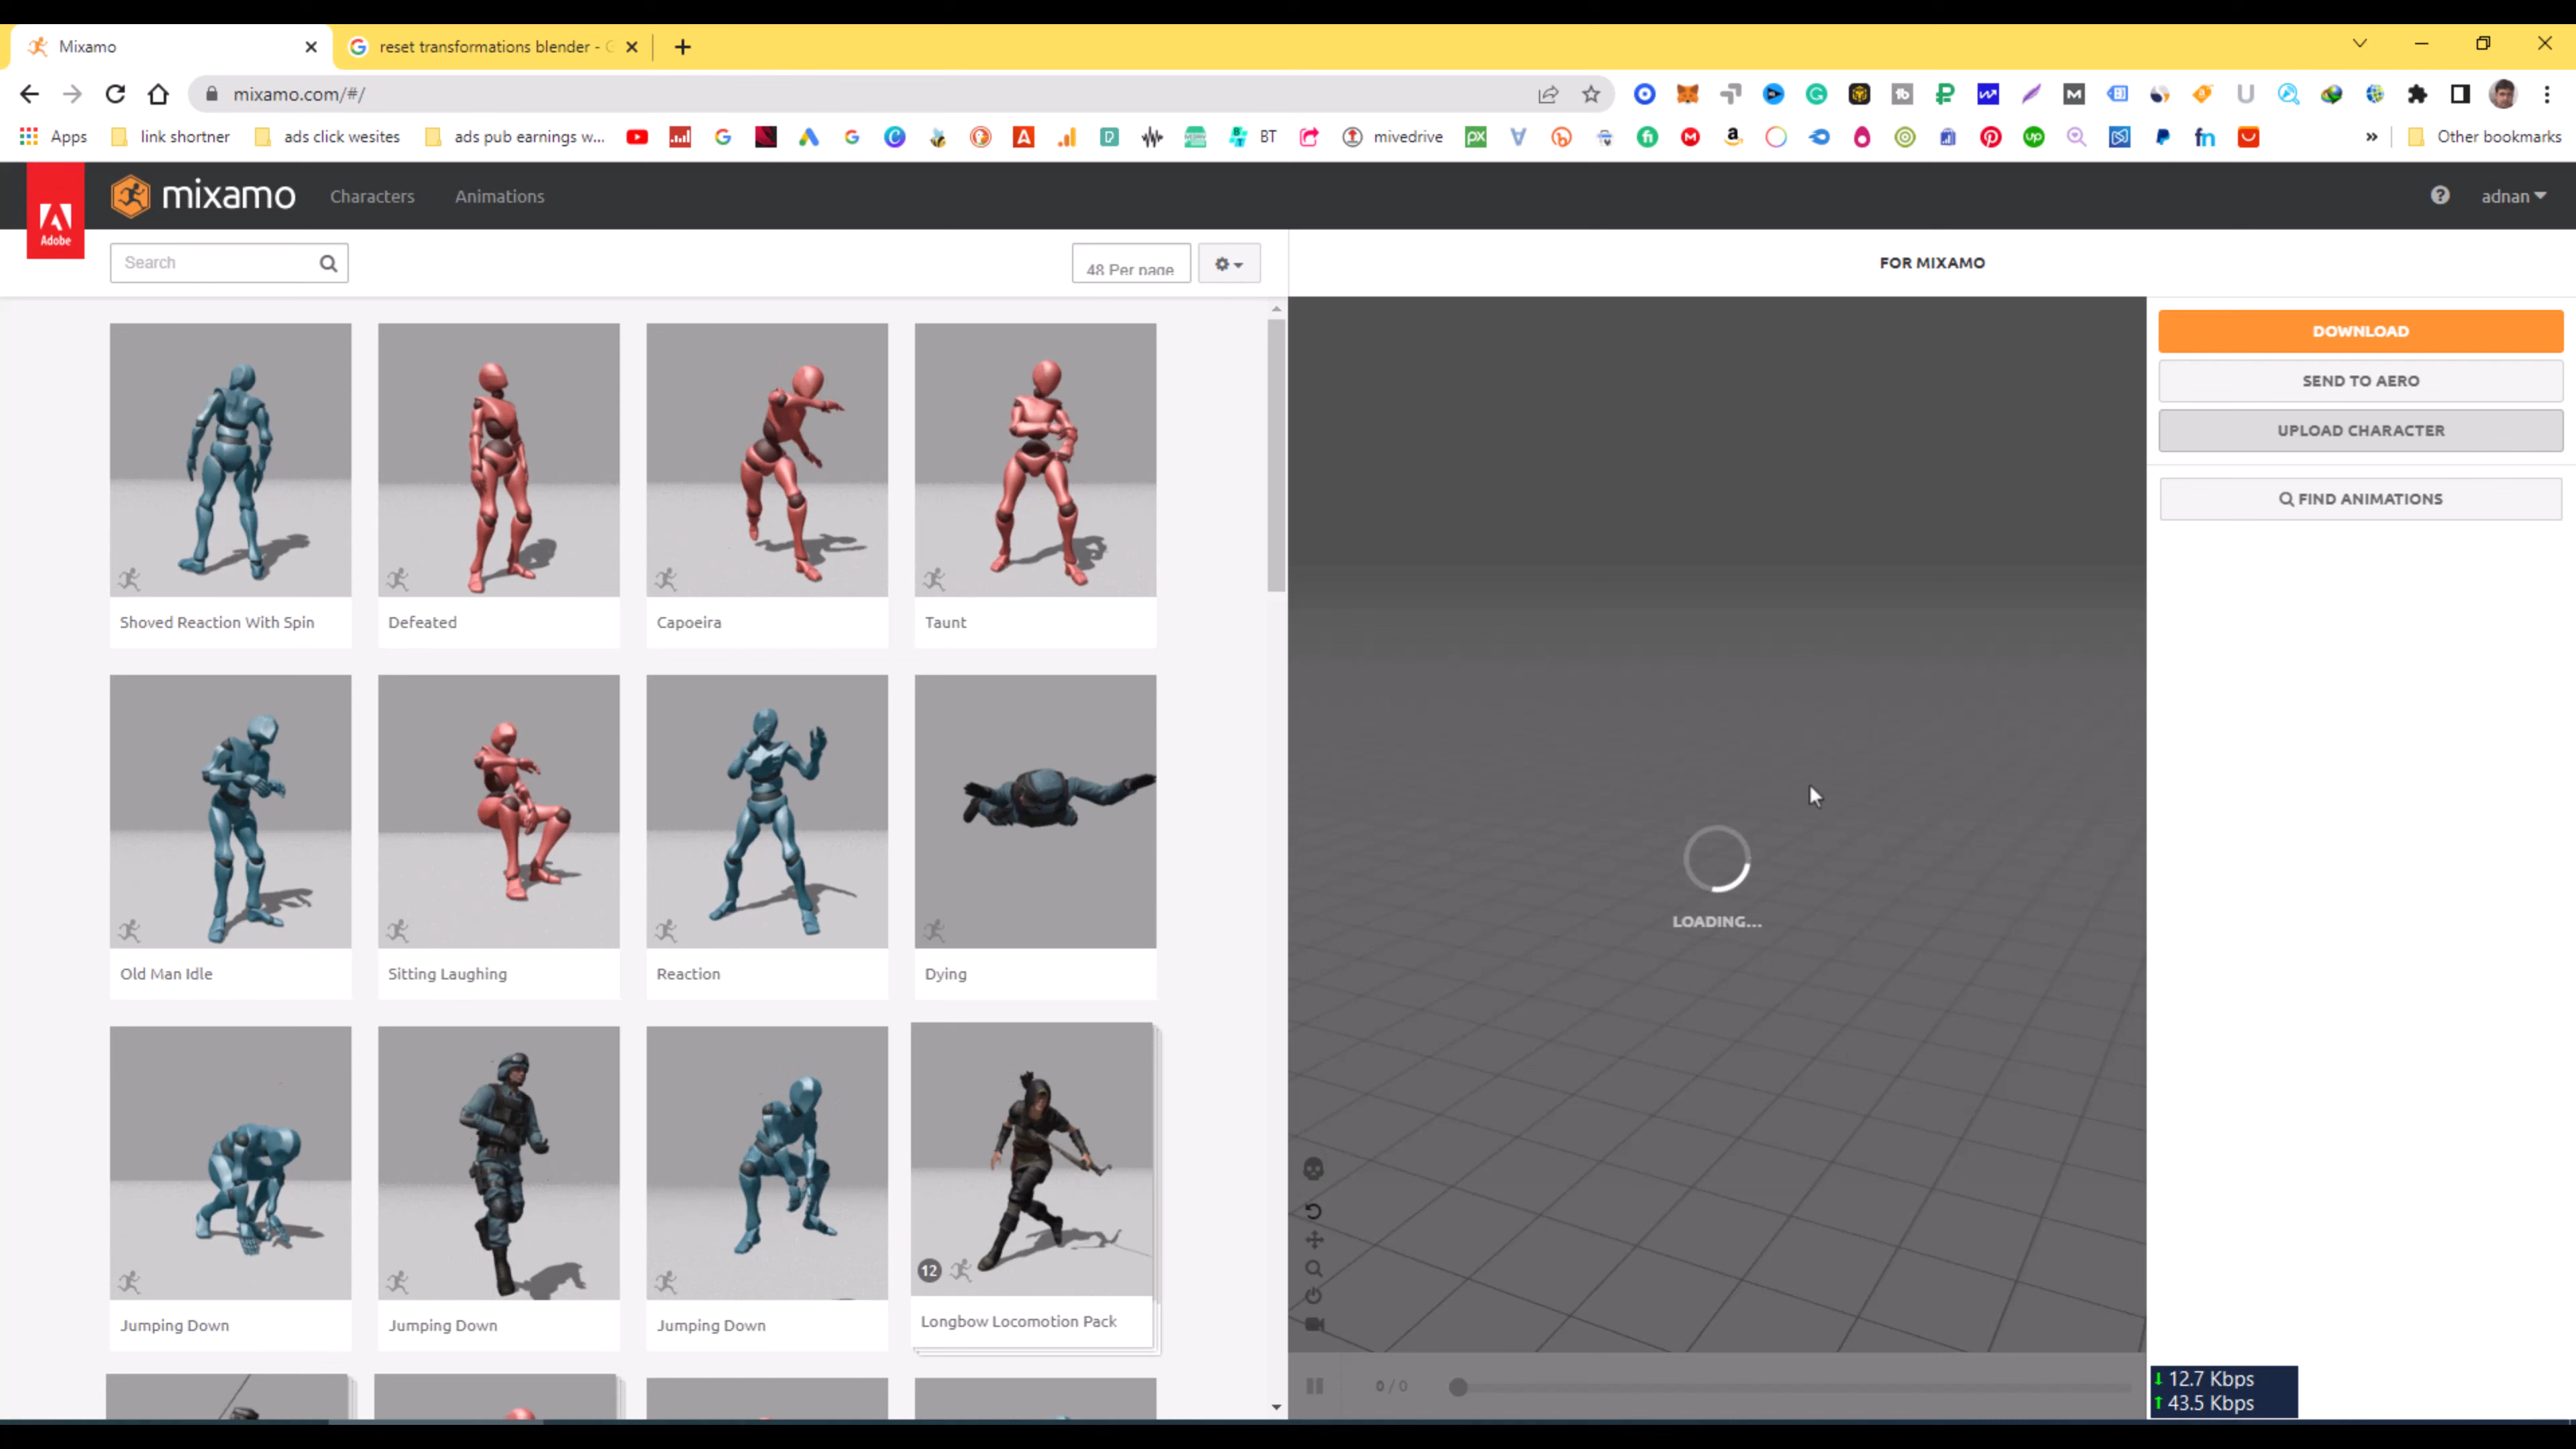 Mixamo
reset transformations blender - G
mixamo.com/#/
Apps
link shortner
ads click wesites
ads pub earnings w...
BT
mivedrive
Other bookmarks
Adobe
mixamo
Characters
Animations
adnan
Search
48 Per page
FOR MIXAMO
DOWNLOAD
SEND TO AERO
UPLOAD CHARACTER
FIND ANIMATIONS
Shoved Reaction With Spin
Defeated
Capoeira
Taunt
Old Man Idle
Sitting Laughing
Reaction
Dying
LOADING...
12
Jumping Down
Jumping Down
Jumping Down
Longbow Locomotion Pack
0 / 0
12.7 Kbps
43.5 Kbps